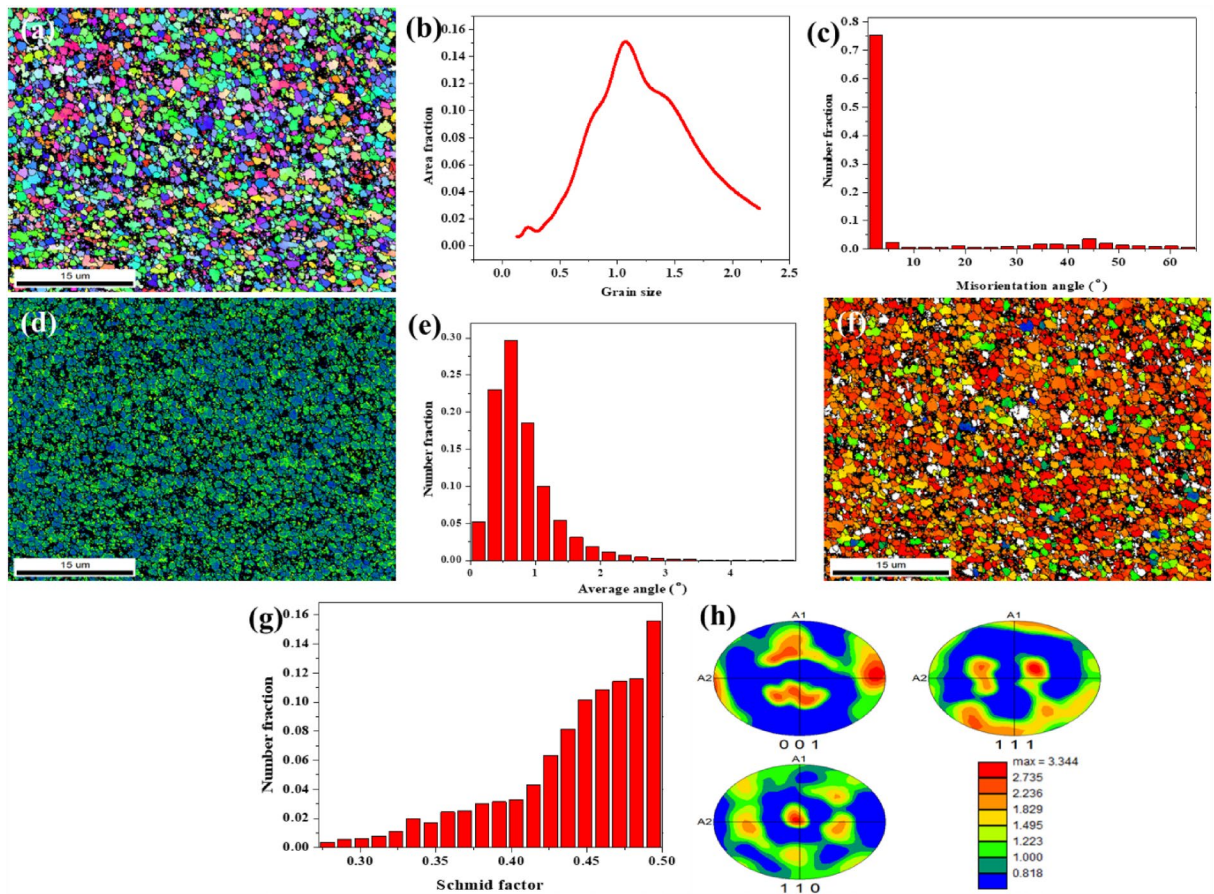 (a)
15 um
(b)
0.16
0.14
0.12
0.10
0.08
0.06
0.04
0.02
0.00
0.0 0.5 1.0 1.5 2.0 2.5
Area fraction
Grain size
(c)
0.8
0.7
0.6
0.5
0.4
0.3
0.2
0.1
0.0
10 20 30 40 50 60
Number fraction
Misorientation angle (°)
(d)
15 um
(e)
0.30
0.25
0.20
0.15
0.10
0.05
0.00
0 1 2 3 4
Number fraction
Average angle (°)
(f)
15 um
(g)
0.16
0.14
0.12
0.10
0.08
0.06
0.04
0.02
0.00
0.30 0.35 0.40 0.45 0.50
Number fraction
Schmid factor
(h)
A1
A2
0 0 1
A1
A2
1 1 1
A1
A2
1 1 0
max = 3.344
2.735
2.236
1.829
1.495
1.223
1.000
0.818